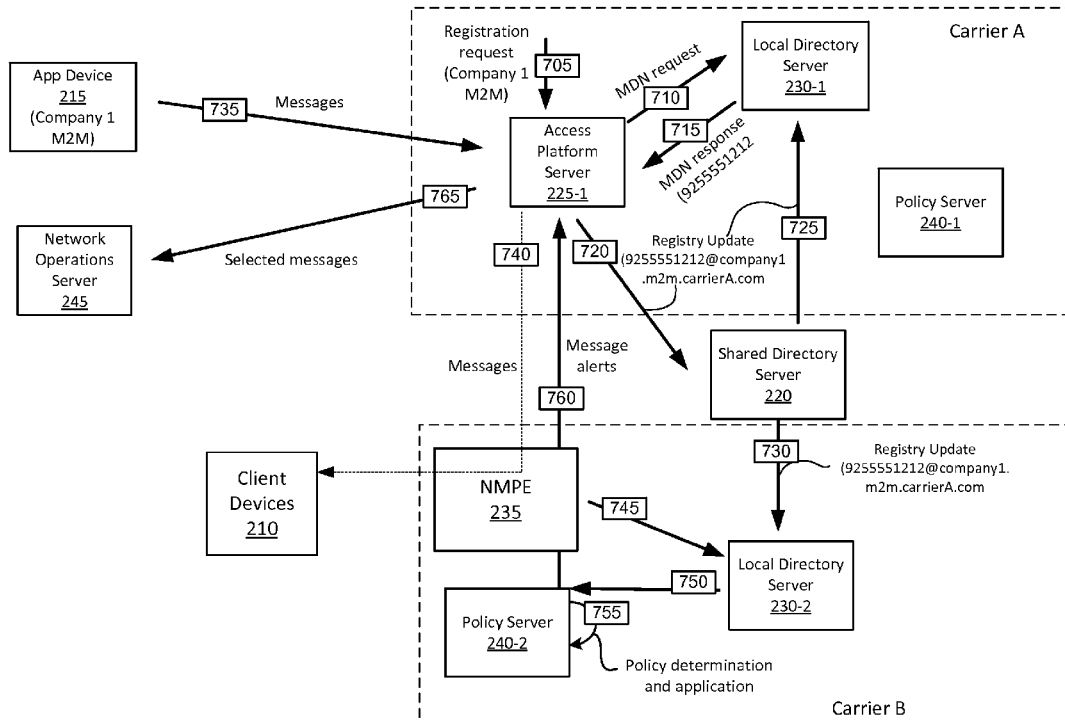 Carrier A
Registration
request
(Company 1
M2M)
705
MDN request
710
Local Directory
Server
230-1
App Device
215
(Company 1
M2M)
735
Messages
715
MDN response
(9255551212
Access
Platform
Server
225-1
Policy Server
240-1
765
Selected messages
Network
Operations
Server
245
740
720
Registry Update
(9255551212@company1
.m2m.carrierA.com
725
Messages
Message
alerts
760
Shared Directory
Server
220
730
Registry Update
(9255551212@company1.
m2m.carrierA.com
Client
Devices
210
NMPE
235
745
Local Directory
Server
230-2
750
Policy Server
240-2
755
Policy determination
and application
Carrier B